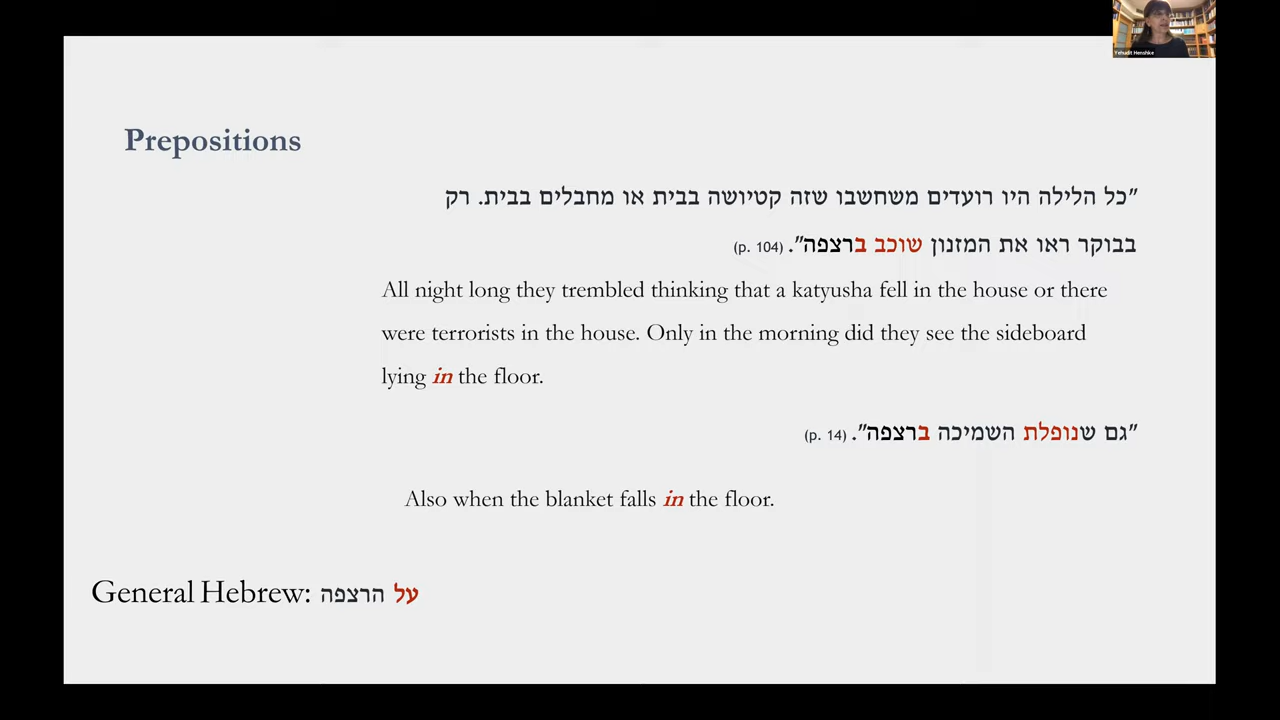 Yehudit Henshke
Prepositions
"כל הלילה היו רועדים משחשבו שזה קטיושה בבית או מחבלים בבית. רק
בבוקר ראו את המזנון שוכב ברצפה". (p. 104)
All night long they trembled thinking that a katyusha fell in the house or there
were terrorists in the house. Only in the morning did they see the sideboard
lying in the floor.
"גם שנופלת השמיכה ברצפה". (p. 14)
Also when the blanket falls in the floor.
General Hebrew: על הרצפה